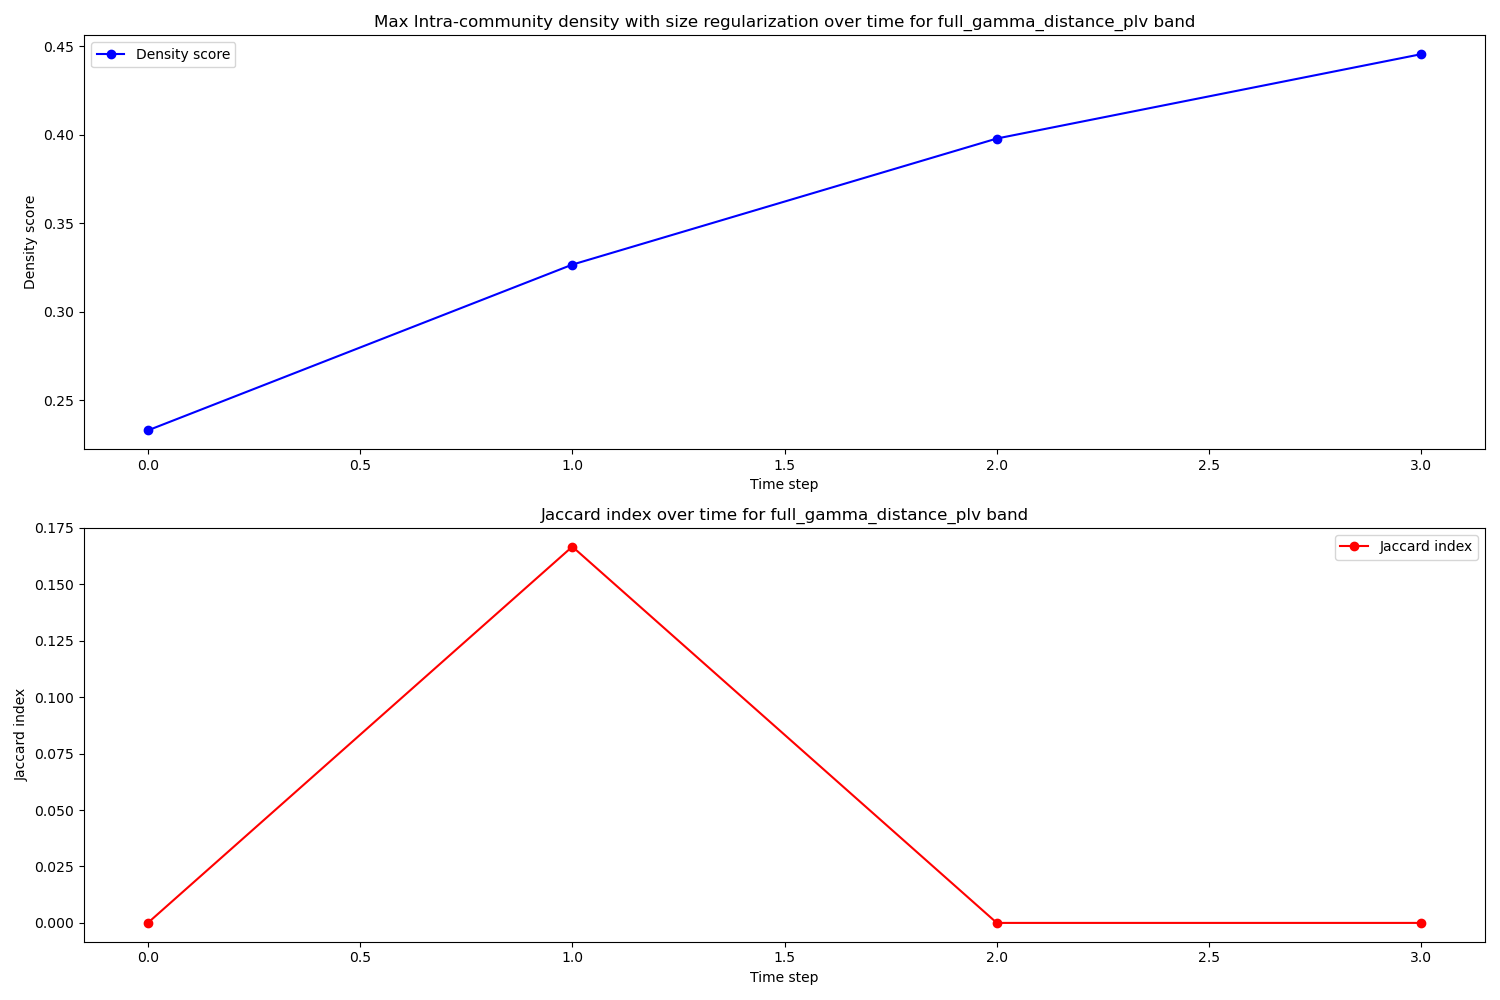 Max Intra-community density with size regularization over time for full_gamma_distance_plv band
Density score
0.45
0.40
0.35
0.30
0.25
Density score
0.0 0.5 1.0 1.5 2.0 2.5 3.0
Time step
Jaccard index over time for full_gamma_distance_plv band
Jaccard index
0.175
0.150
0.125
0.100
0.075
0.050
0.025
0.000
Jaccard index
0.0 0.5 1.0 1.5 2.0 2.5 3.0
Time step